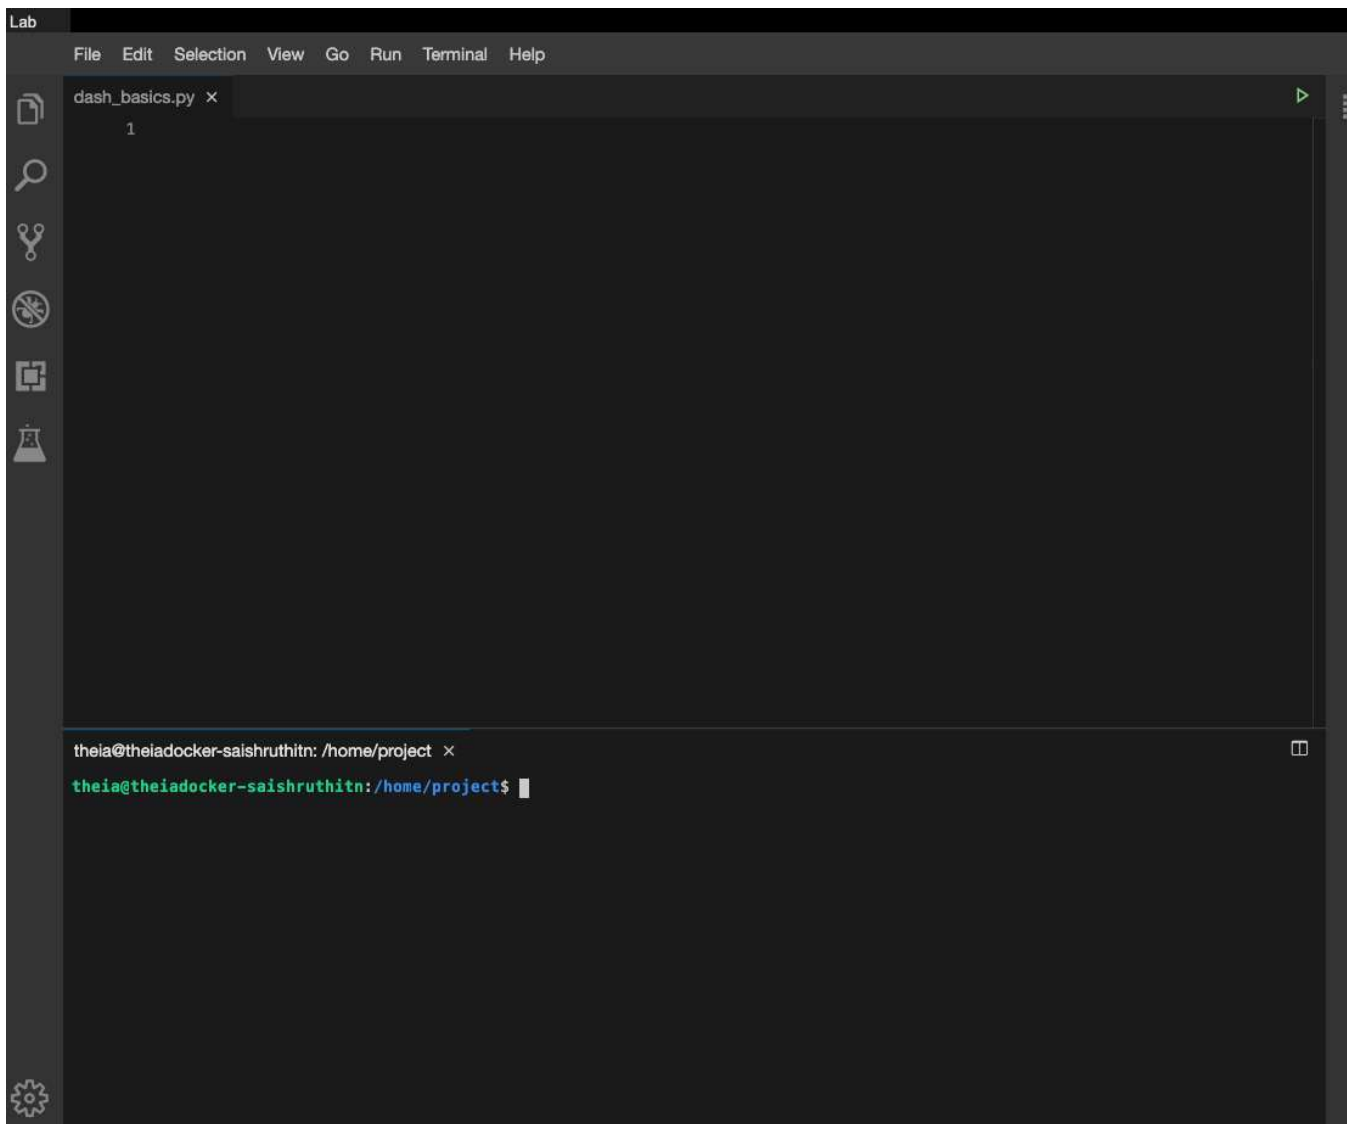 Lab
File Edit Selection View Go Run Terminal Help
dash_basics.py ×
1
theia@theiadocker-saishruthitn: /home/project ×
theia@theiadocker-saishruthitn:/home/project$